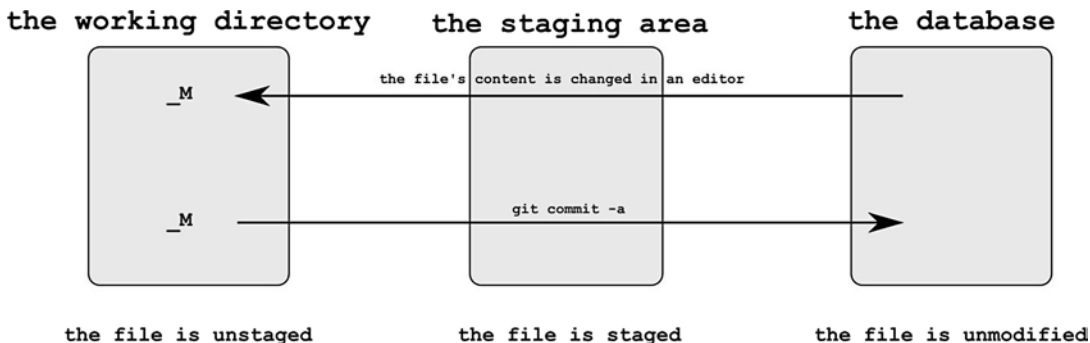 the working directory
the staging area
the database
the file's content is changed in an editor
_M
_M
git commit -a
the file is unstaged
the file is staged
the file is unmodified